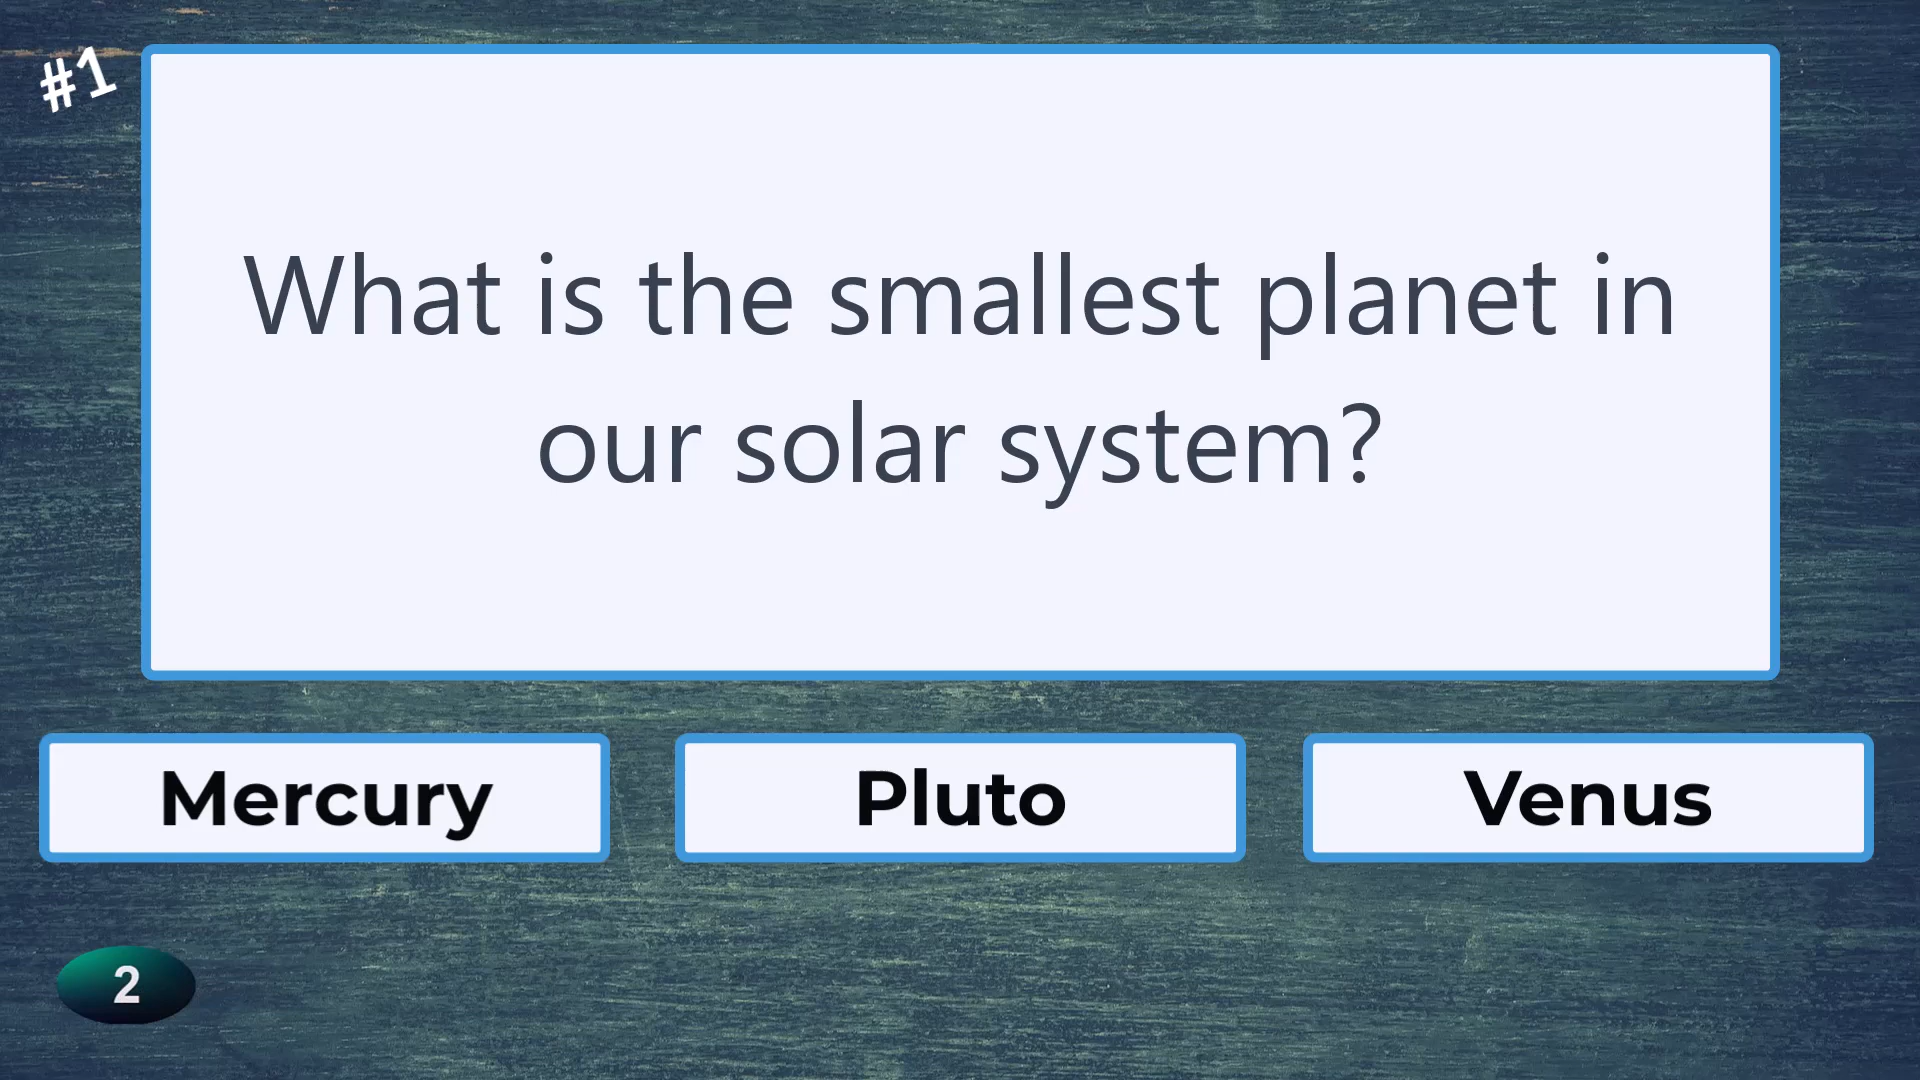 #1
What is the smallest planet in
our solar system?
Mercury
Pluto
Venus
2